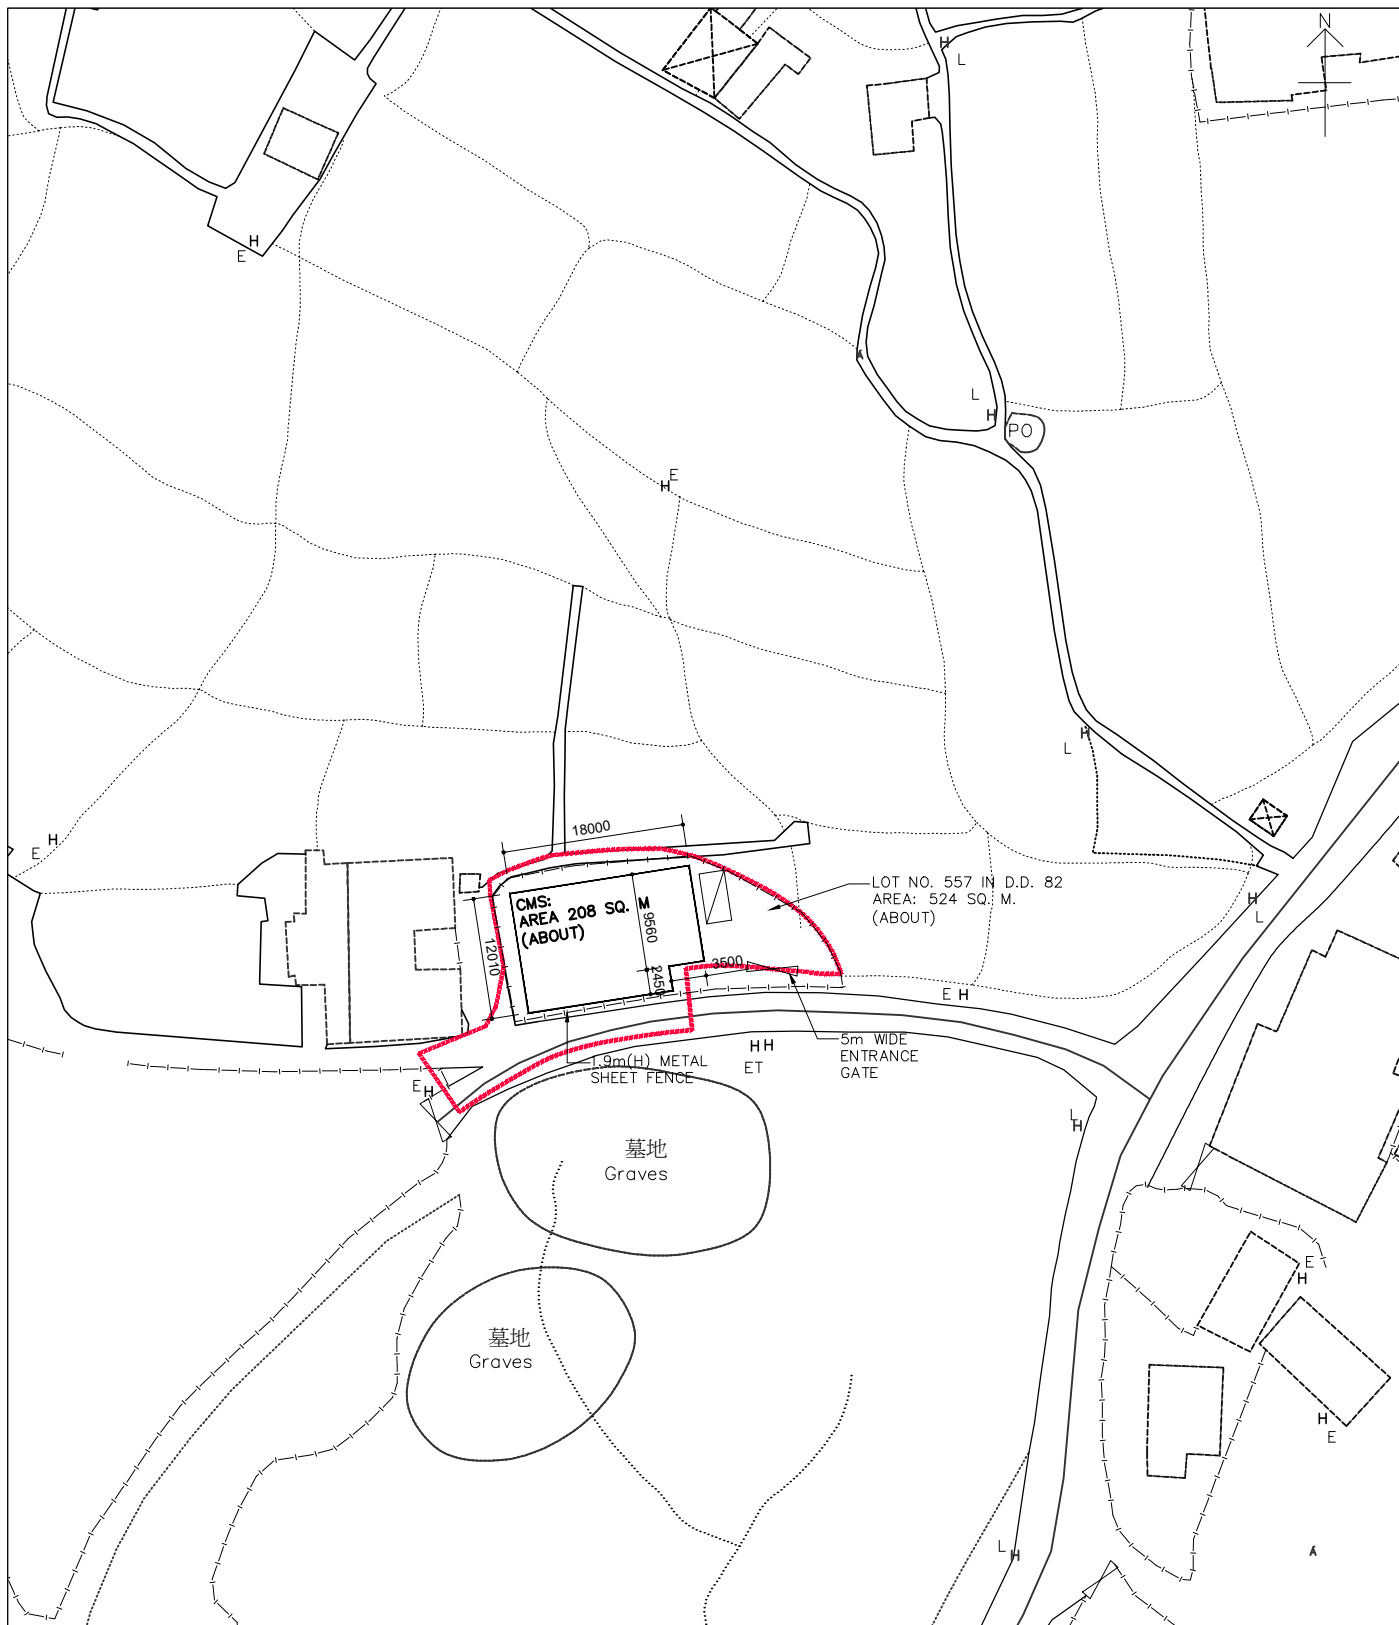 N
H
L
H
E
A
L
H
PO
E
H
H
L
18000
H
E
LOT NO. 557 IN D.D. 82
AREA: 524 SQ. M.
(ABOUT)
CMS:
AREA 208 SQ. M
(ABOUT)
9560
12010
2450
3500
H
L
E H
5m WIDE
ENTRANCE
GATE
H H
ET
1.9m(H) METAL
SHEET FENCE
E
H
L
H
墓地
Graves
E
H
墓地
Graves
H
E
L
H
A